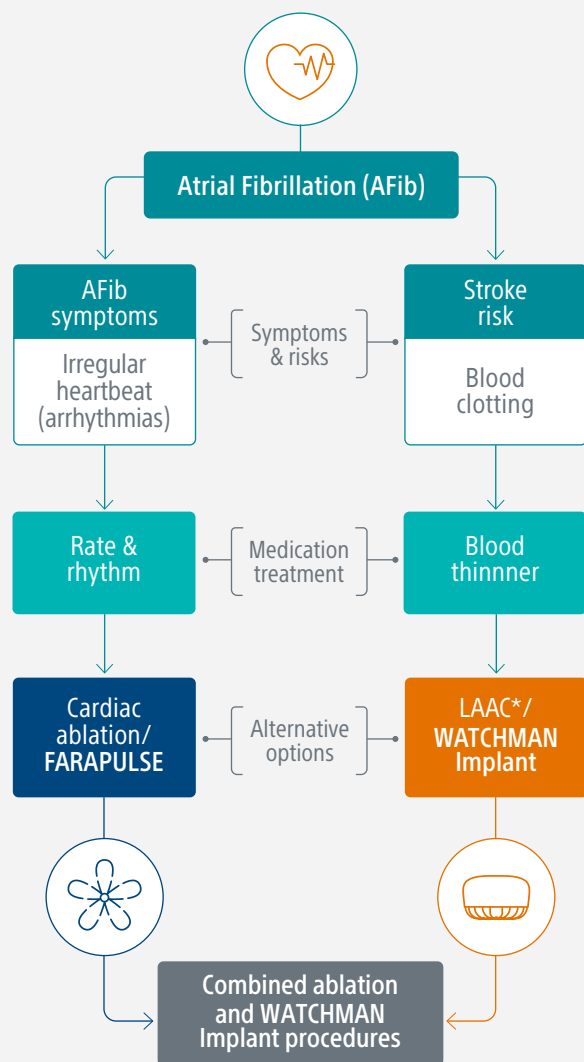 Atrial Fibrillation (AFib)
AFib
symptoms
Irregular
heartbeat
(arrhythmias)
Symptoms
& risks
Stroke
risk
Blood
clotting
Rate &
rhythm
Medication
treatment
Blood
thinnner
Cardiac
ablation/
FARAPULSE
Alternative
options
LAAC*/
WATCHMAN
Implant
Combined ablation
and WATCHMAN
Implant procedures